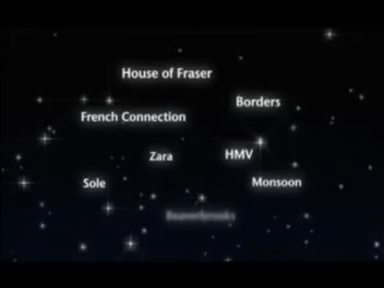 House of Fraser
Borders
French Connection
Zara
HMV
Sole
Monsoon